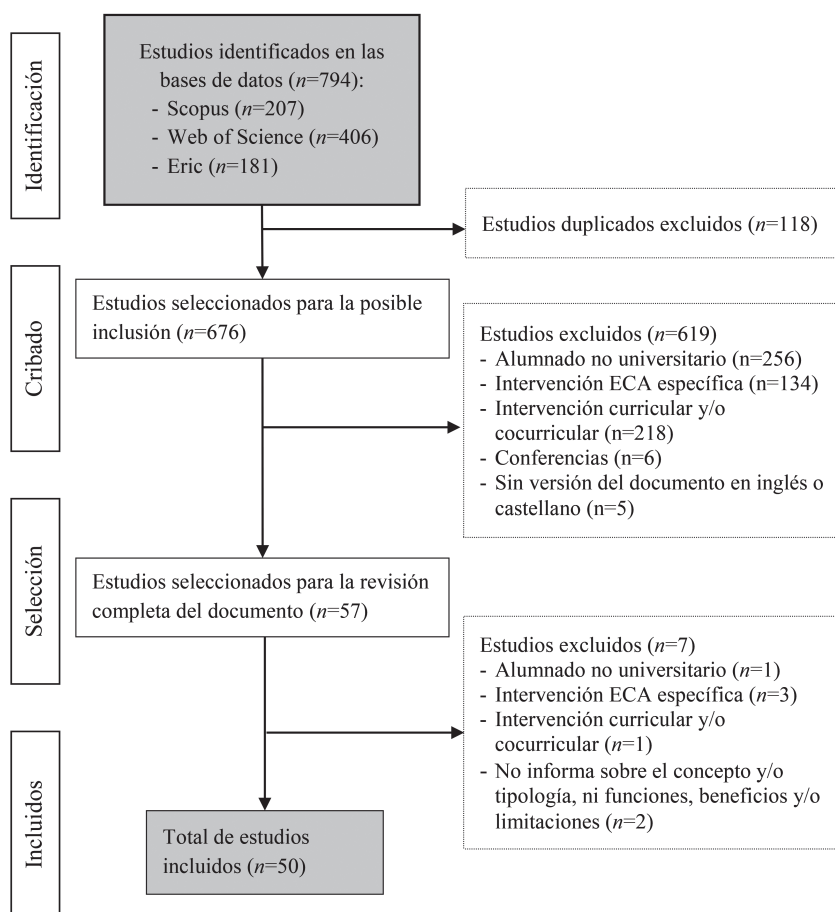 Identificación
Estudios identificados en las
bases de datos (n=794):
- Scopus (n=207)
- Web of Science (n=406)
- Eric (n=181)
Estudios duplicados excluidos (n=118)
Cribado
Estudios seleccionados para la posible
inclusión (n=676)
Estudios excluidos (n=619)
- Alumnado no universitario (n=256)
- Intervención ECA específica (n=134)
- Intervención curricular y/o
cocurricular (n=218)
- Conferencias (n=6)
- Sin versión del documento en inglés o
castellano (n=5)
Selección
Estudios seleccionados para la revisión
completa del documento (n=57)
Estudios excluidos (n=7)
- Alumnado no universitario (n=1)
- Intervención ECA específica (n=3)
- Intervención curricular y/o
cocurricular (n=1)
- No informa sobre el concepto y/o
tipología, ni funciones, beneficios y/o
limitaciones (n=2)
Incluidos
Total de estudios
incluidos (n=50)